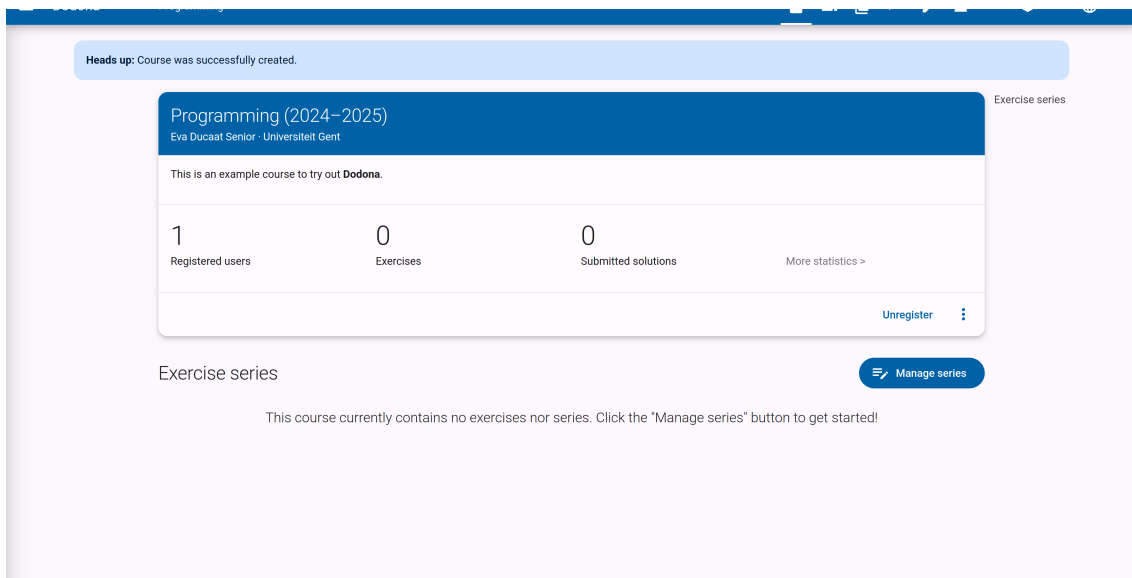 Heads up: Course was successfully created.
Programming (2024–2025)
Eva Ducaat Senior · Universiteit Gent
Exercise series
This is an example course to try out Dodona.
1
Registered users
0
Exercises
0
Submitted solutions
More statistics >
Unregister
Exercise series
Manage series
This course currently contains no exercises nor series. Click the "Manage series" button to get started!